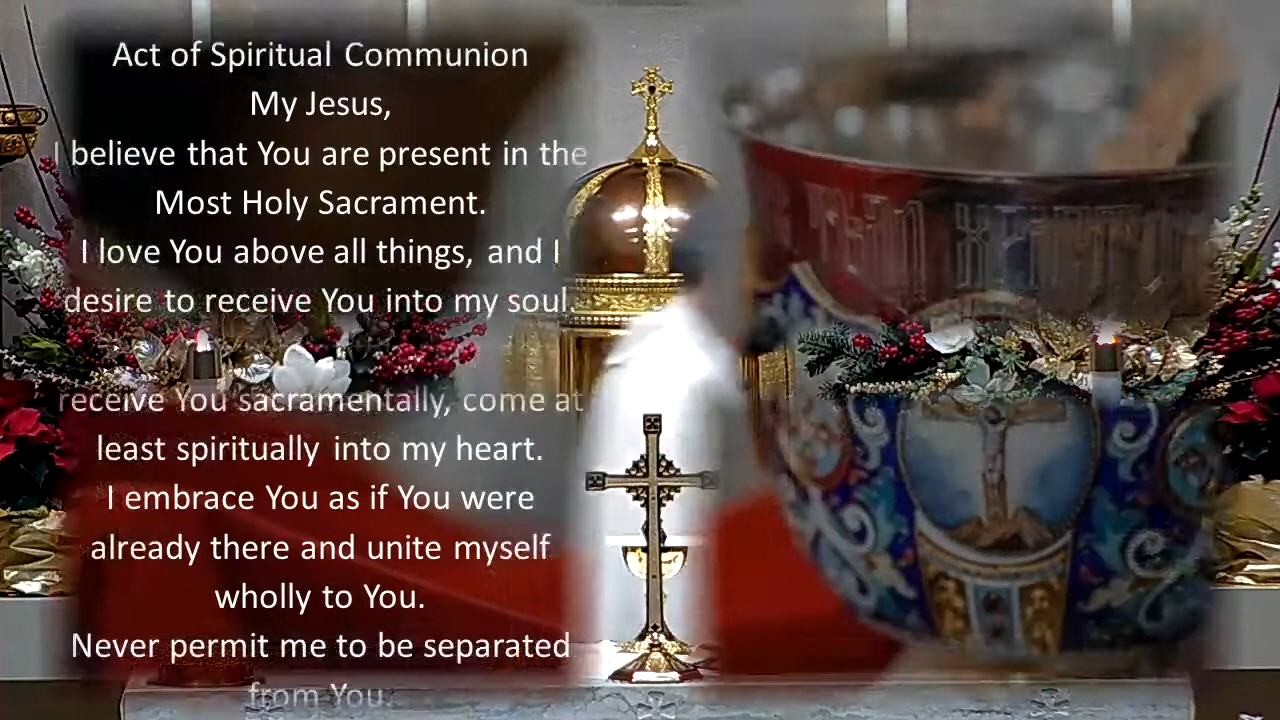 Act of Spiritual Communion
My Jesus,
I believe that You are present in the
Most Holy Sacrament.
I love You above all things, and I
desire to receive You into my soul.
receive You sacramentally, come at
least spiritually into my heart.
I embrace You as if You were
already there and unite myself
wholly to You.
Never permit me to be separated
from You.